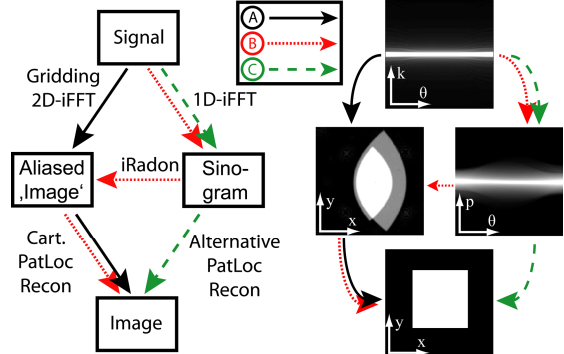 Signal
Gridding
2D-iFFT
1D-iFFT
Aliased
‚Image‘
iRadon
Sino-
gram
Cart.
PatLoc
Recon
Alternative
PatLoc
Recon
Image
A
B
C
k
θ
y
x
p
θ
y
x